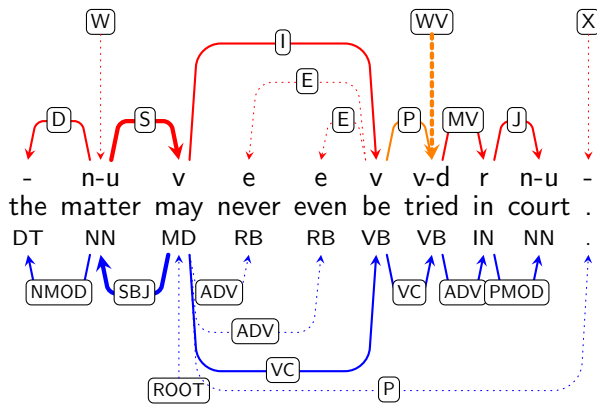 W WV X
I
E
D S E P MV J
- n-u v e e v v-d r n-u -
the matter may never even be tried in court .
DT NN MD RB RB VB VB IN NN .
NMOD SBJ ADV VC ADV PMOD
ADV
VC
ROOT P